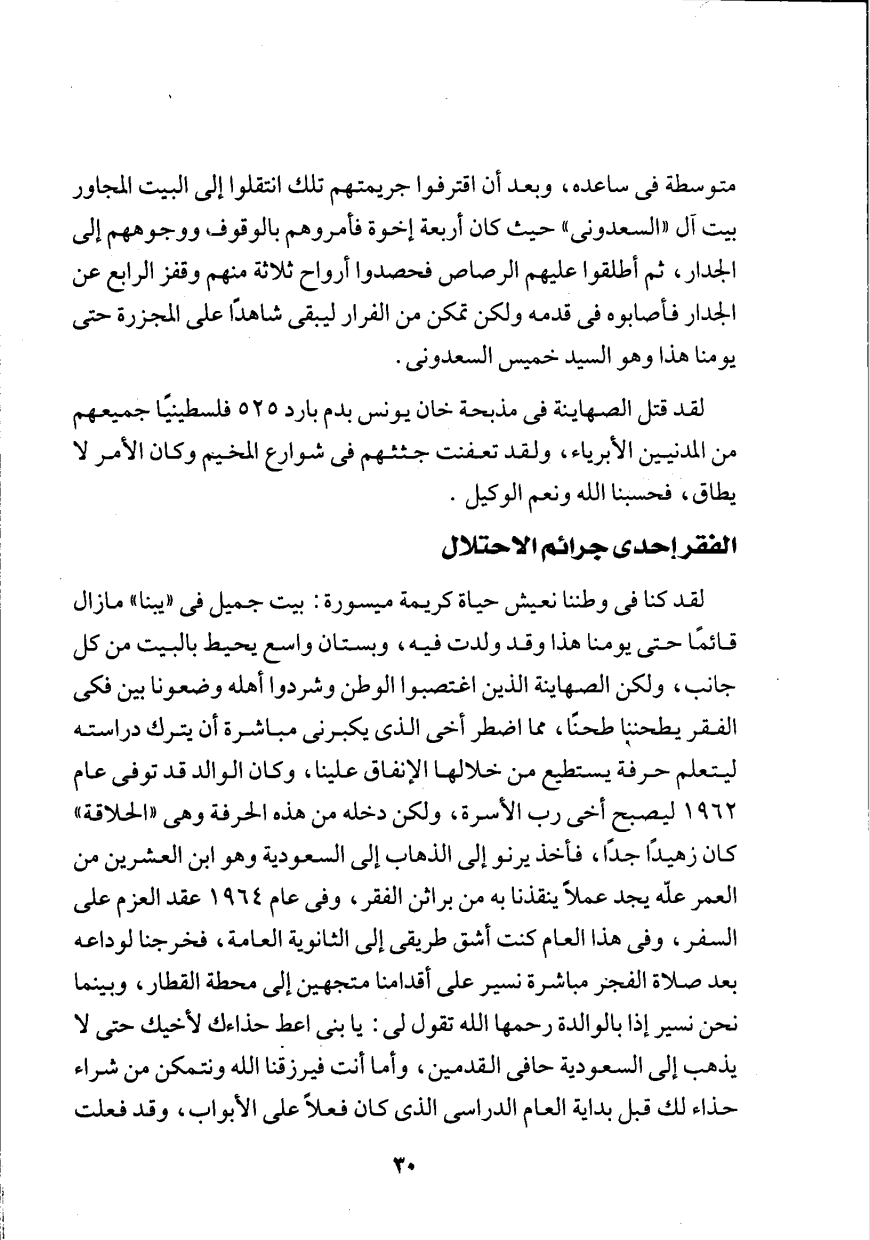 متوسطة فى ساعده، وبعد أن اقترفوا جريمتهم تلك انتقلوا إلى البيت المجاور
بيت آل «السعدونى» حيث كان أربعة إخوة فأمروهم بالوقوف ووجوههم إلى
الجدار، ثم أطلقوا عليهم الرصاص فحصدوا أرواح ثلاثة منهم وقفز الرابع عن
الجدار فأصابوه فى قدمه ولكن تمكن من الفرار ليبقى شاهدًا على المجزرة حتى
يومنا هذا وهو السيد خميس السعدونى.
لقد قتل الصهاينة فى مذبحة خان يونس بدم بارد ٥٢٥ فلسطينيًا جميعهم
من المدنيين الأبرياء، ولقد تعفنت جثثهم فى شوارع المخيم وكان الأمر لا
يطاق، فحسبنا الله ونعم الوكيل .
الفقر إحدى جرائم الاحتلال
لقد كنا فى وطننا نعيش حياة كريمة ميسورة: بيت جميل فى «يبنا» مازال
قائمًا حتى يومنا هذا وقد ولدت فيه، وبستان واسع يحيط بالبيت من كل
جانب، ولكن الصهاينة الذين اغتصبوا الوطن وشردوا أهله وضعونا بين فكى
الفقر يطحننا طحنًا، مما اضطر أخى الذى يكبرنى مباشرة أن يترك دراسته
ليتعلم حرفة يستطيع من خلالها الإنفاق علينا، وكان الوالد قد توفى عام
١٩٦٢ ليصبح أخى رب الأسرة، ولكن دخله من هذه الحرفة وهى «الحلاقة»
كان زهيدًا جدًا، فأخذ يرنو إلى الذهاب إلى السعودية وهو ابن العشرين من
العمر علّه يجد عملاً ينقذنا به من براثن الفقر، وفى عام ١٩٦٤ عقد العزم على
السفر، وفى هذا العام كنت أشق طريقى إلى الثانوية العامة، فخرجنا لوداعه
بعد صلاة الفجر مباشرة نسير على أقدامنا متجهين إلى محطة القطار، وبينما
نحن نسير إذا بالوالدة رحمها الله تقول لى: يا بنى اعط حذاءك لأخيك حتى لا
يذهب إلى السعودية حافى القدمين، وأما أنت فيرزقنا الله ونتمكن من شراء
حذاء لك قبل بداية العام الدراسى الذى كان فعلاً على الأبواب، وقد فعلت
٣٠